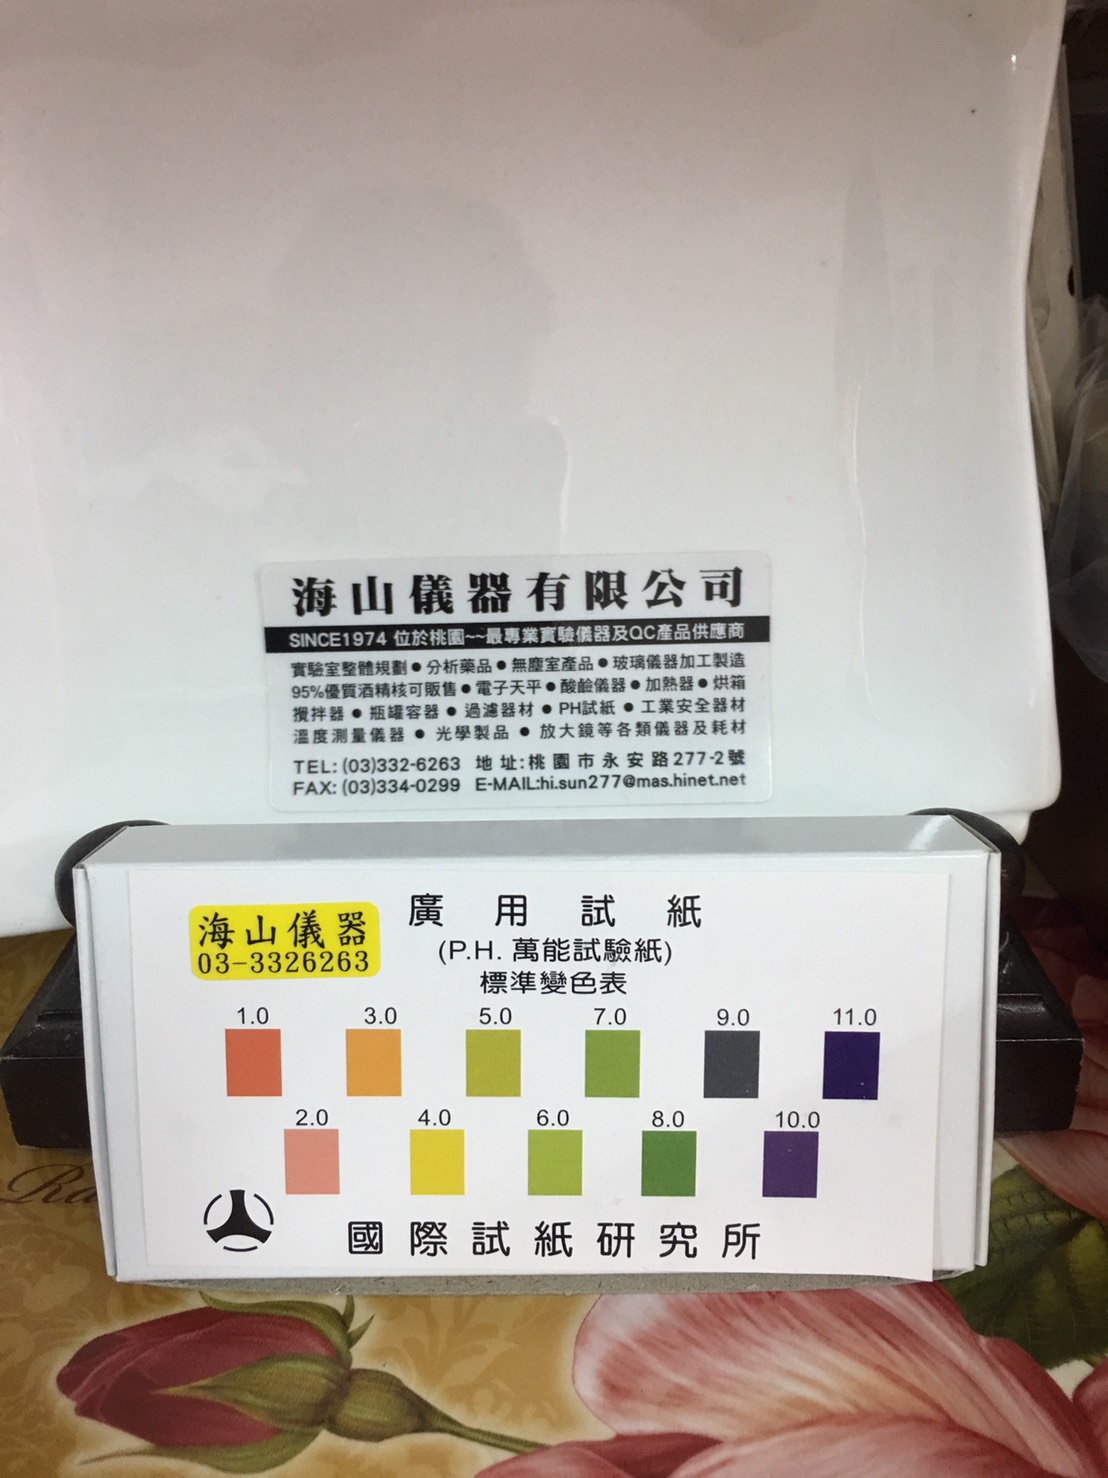 海山儀器有限公司
SINCE1974 位於桃園~~最專業實驗儀器及QC產品供應商
實驗室整體規劃●分析藥品●無塵室產品●玻璃儀器加工製造
95%優質酒精核可販售●電子天平●酸鹼儀器●加熱器●烘箱
攪拌器●瓶罐容器●過濾器材●PH試紙●工業安全器材
溫度測量儀器●光學製品●放大鏡等各類儀器及耗材
TEL:(03)332-6263 地址:桃園市永安路277-2號
FAX:(03)334-0299 E-MAIL:hi.sun277@mas.hinet.net
海山儀器
03-3326263
廣用試紙
(P.H. 萬能試驗紙)
標準變色表
1.0 3.0 5.0 7.0 9.0 11.0
2.0 4.0 6.0 8.0 10.0
國際試紙研究所